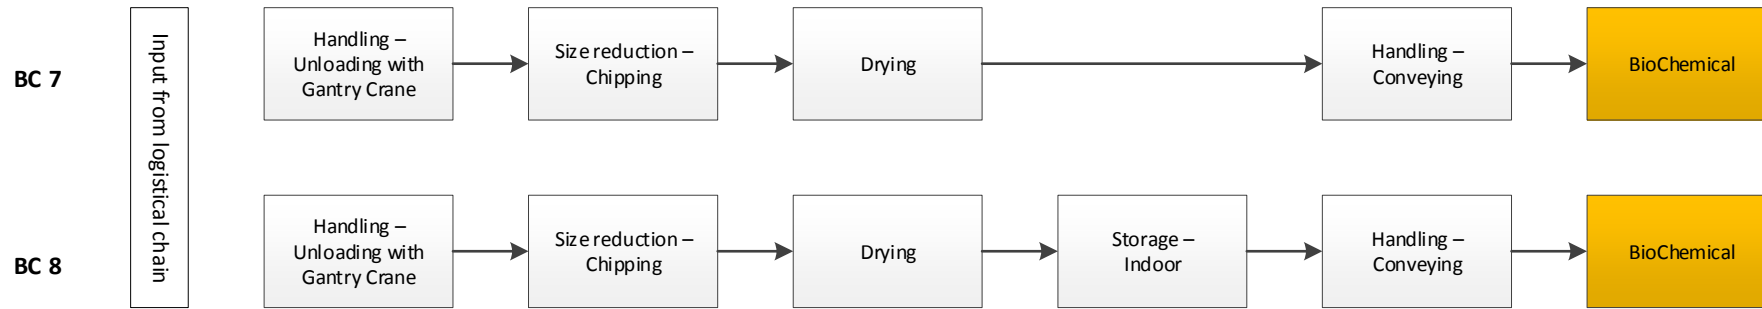 BC 7
Input from logistical chain
Handling –
Unloading with
Gantry Crane
Size reduction –
Chipping
Drying
Handling –
Conveying
BioChemical
BC 8
Handling –
Unloading with
Gantry Crane
Size reduction –
Chipping
Drying
Storage –
Indoor
Handling –
Conveying
BioChemical